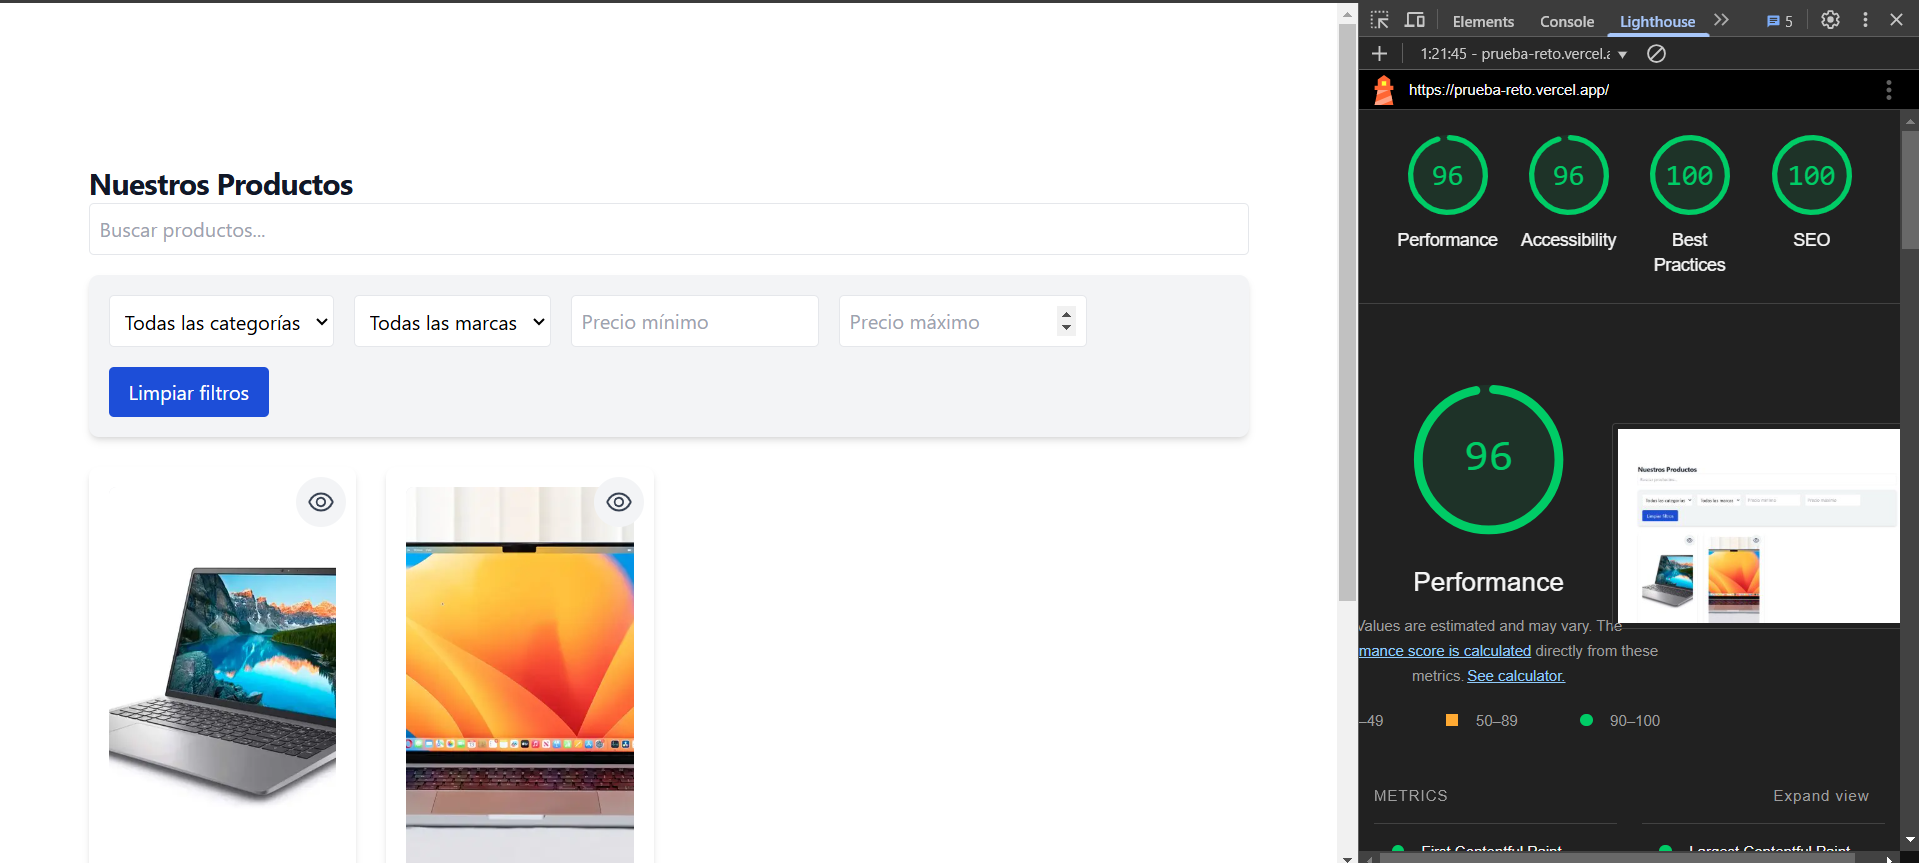 Nuestros Productos
Buscar productos...
Todas las categorías
Todas las marcas
Precio mínimo
Precio máximo
Limpiar filtros
Elements Console Lighthouse 5
1:21:45 - prueba-reto.vercel.a
https://prueba-reto.vercel.app/
96 96 100 100
Performance Accessibility Best Practices SEO
96
Performance
Nuestros Productos
Buscar productos...
Todas las categorías Todas las marcas Precio mínimo Precio máximo
Limpiar filtros
Values are estimated and may vary. The
mance score is calculated directly from these
metrics. See calculator.
–49 50–89 90–100
METRICS Expand view
First Contentful Paint Largest Contentful Paint